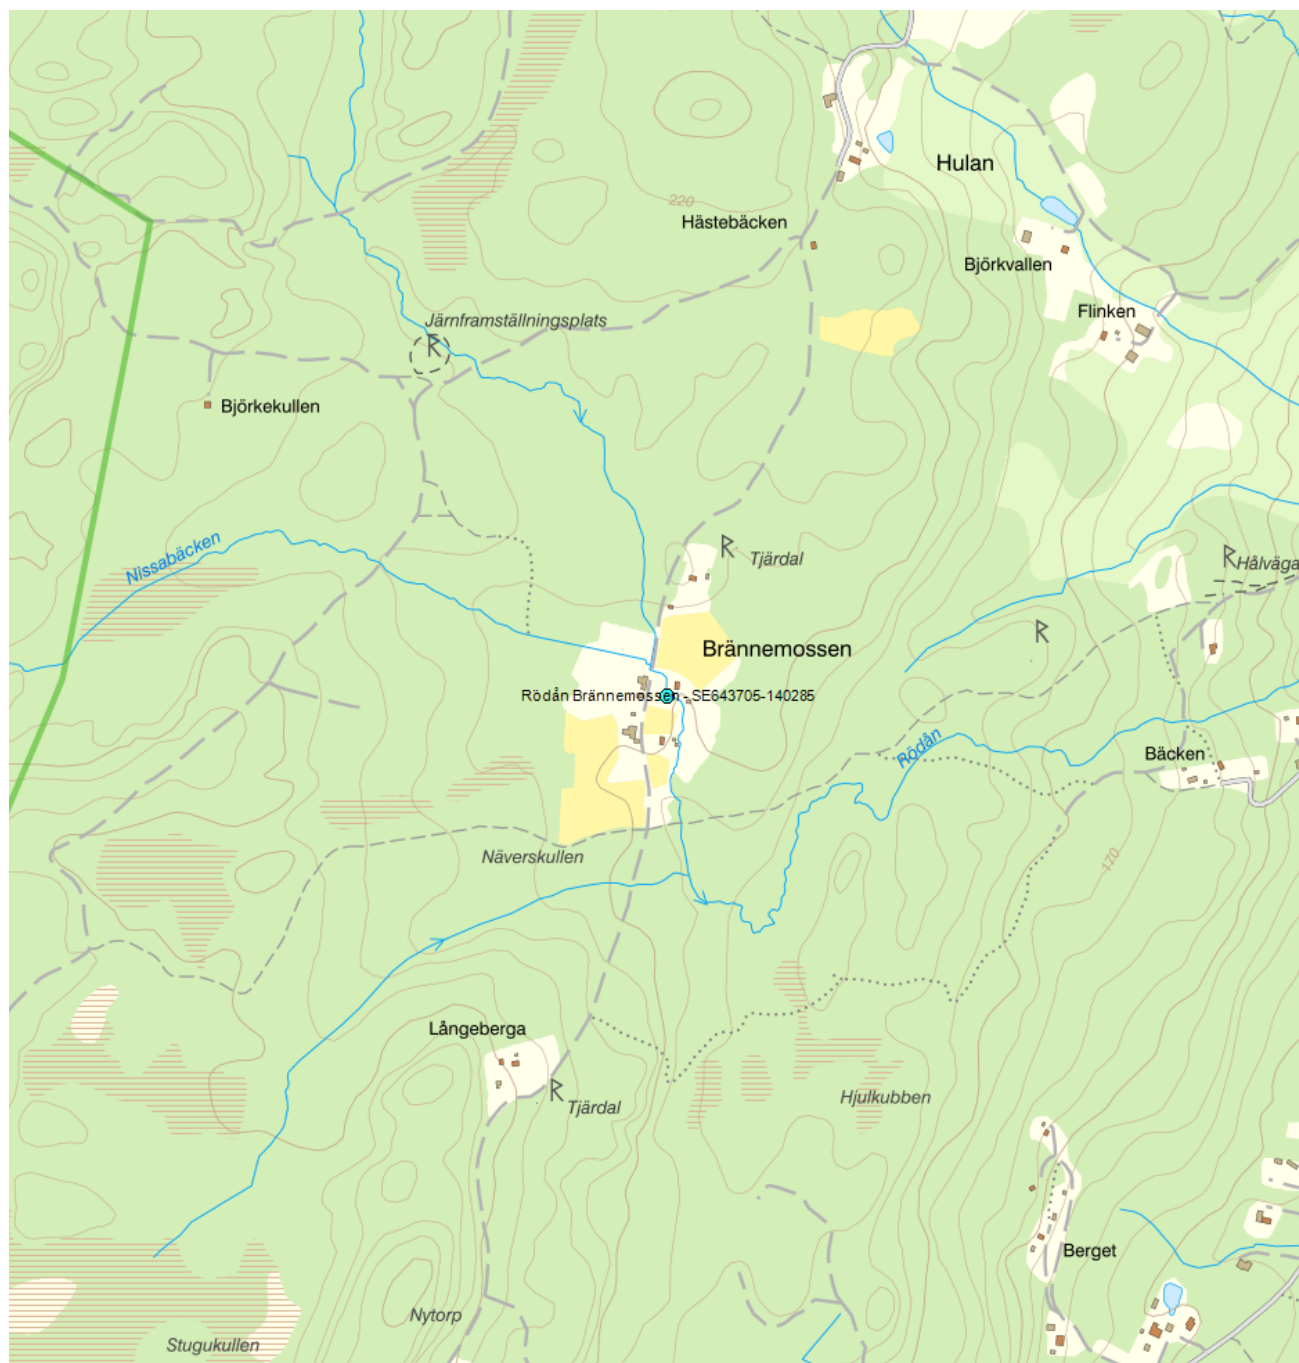 Hulan
220
Hästebäcken
Björkvallen
Flinken
Järnframställningsplats
R
Björkekullen
Nissabäcken
R
Tjärdal
R
Hålväga
R
Brännemossen
Rödån Brännemossen - SE643705-140285
Rödån
Bäcken
Näverskullen
170
Långeberga
R
Tjärdal
Hjulkubben
Berget
Nytorp
Stugukullen